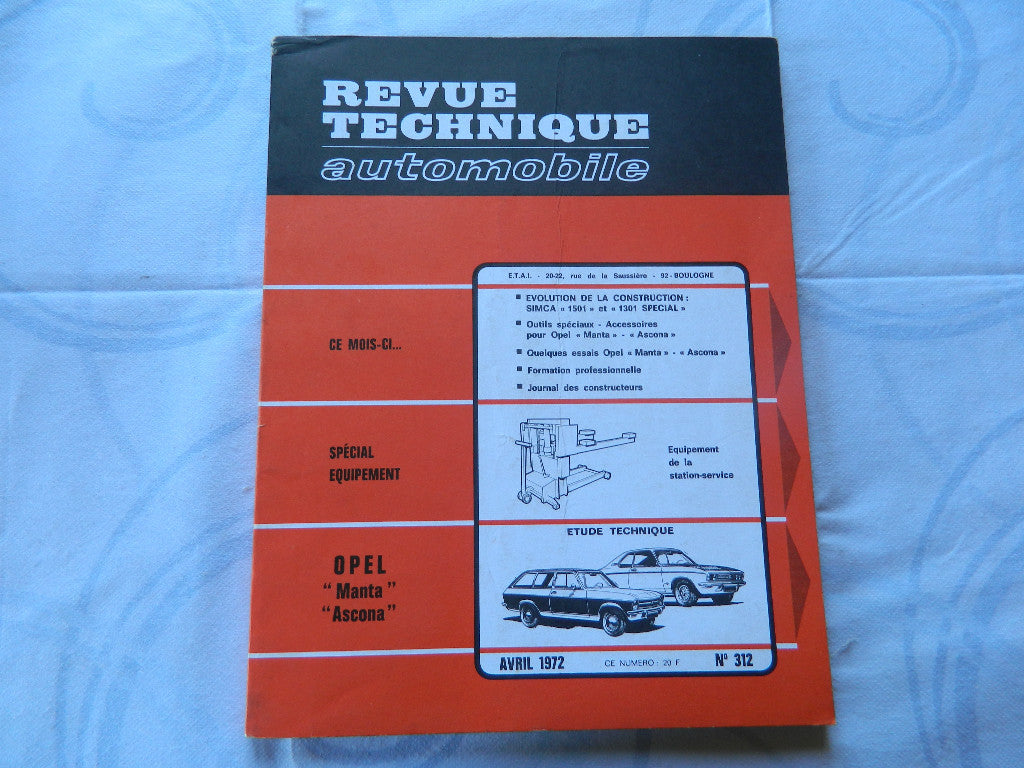 REVUE
TECHNIQUE
automobile
E.T.A.I. - 20-22, rue de la Saussière - 92 - BOULOGNE
CE MOIS-CI...
■ EVOLUTION DE LA CONSTRUCTION :
SIMCA « 1501 » et « 1301 SPECIAL »
■ Outils spéciaux - Accessoires
pour Opel « Manta » - « Ascona »
■ Quelques essais Opel « Manta » - « Ascona »
■ Formation professionnelle
■ Journal des constructeurs
SPÉCIAL
EQUIPEMENT
Equipement
de la
station-service
OPEL
"Manta"
"Ascona"
ETUDE TECHNIQUE
AVRIL 1972 CE NUMERO : 20 F N° 312